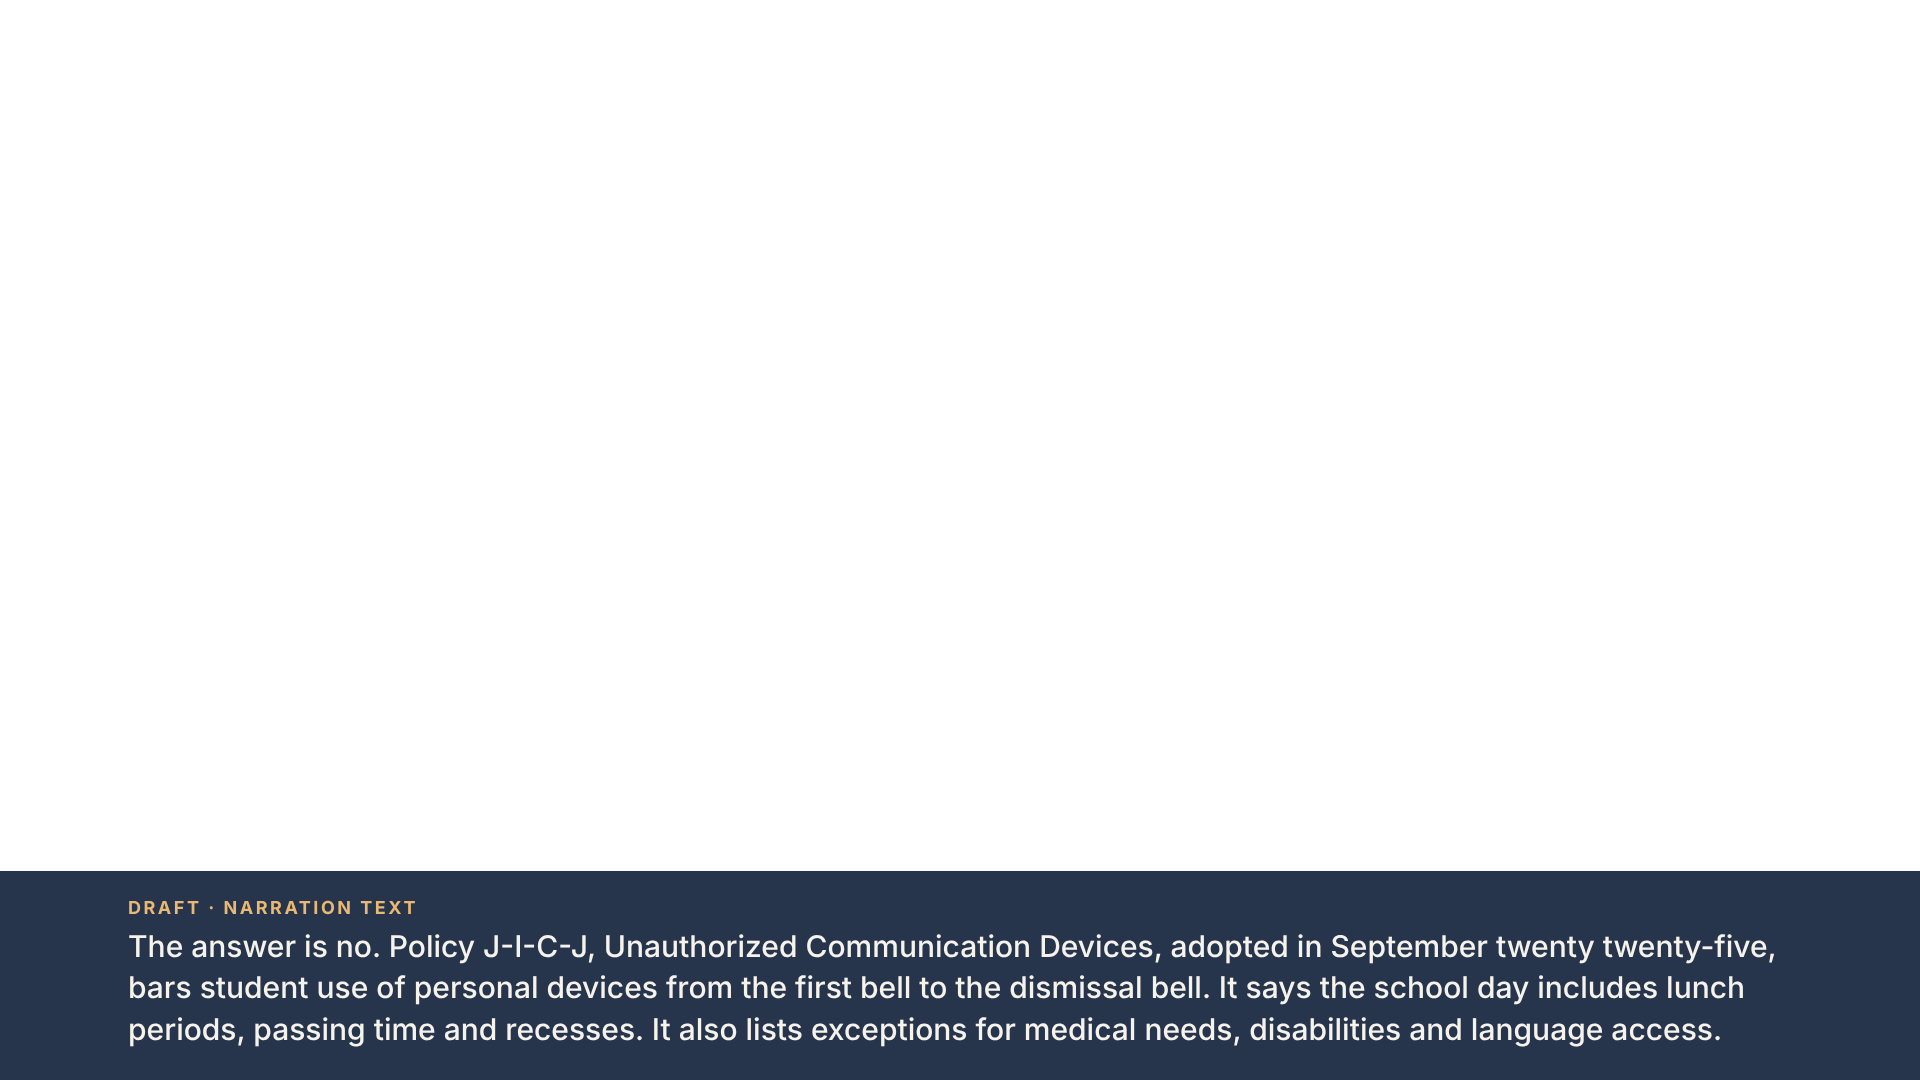 DRAFT · NARRATION TEXT
The answer is no. Policy J-I-C-J, Unauthorized Communication Devices, adopted in September twenty twenty-five,
bars student use of personal devices from the first bell to the dismissal bell. It says the school day includes lunch
periods, passing time and recesses. It also lists exceptions for medical needs, disabilities and language access.